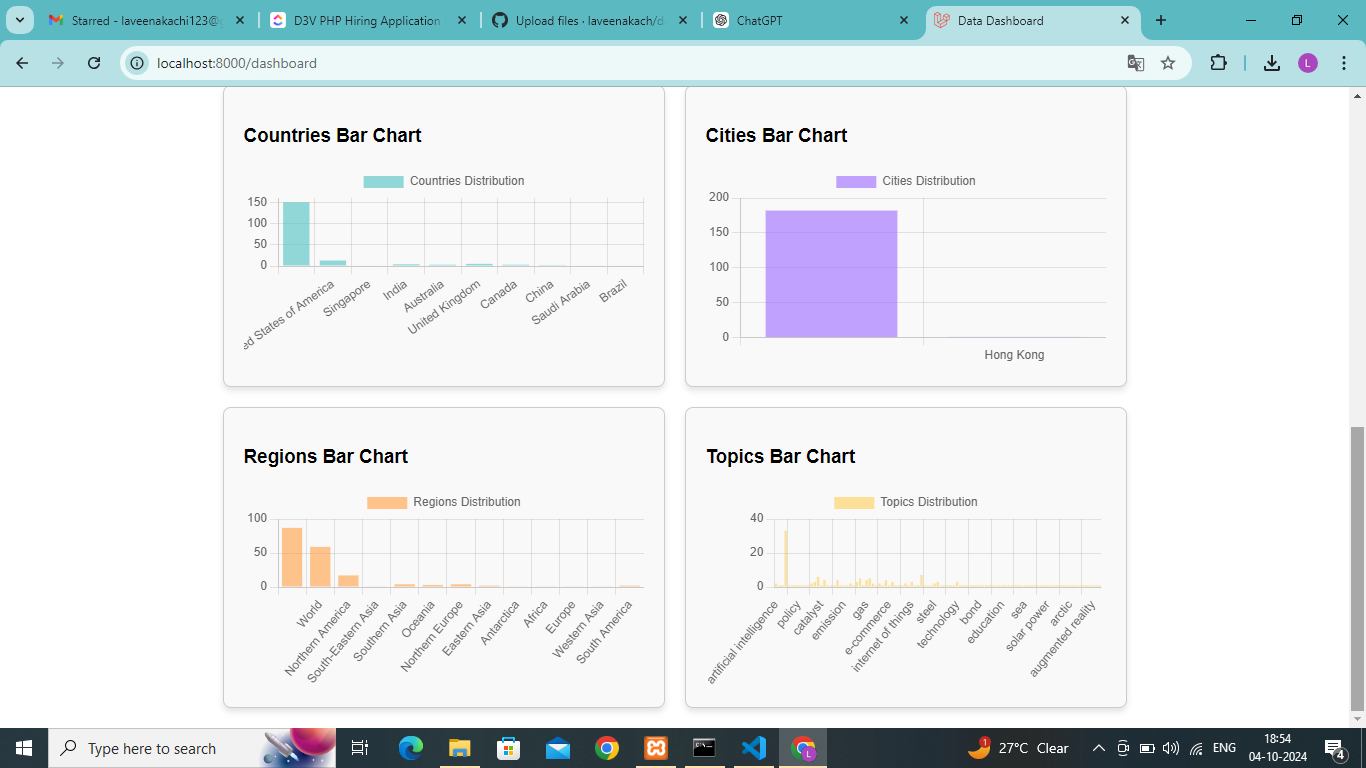 Starred - laveenakachi123@
D3V PHP Hiring Application
Upload files · laveenakach/d
ChatGPT
Data Dashboard
localhost:8000/dashboard
L
Countries Bar Chart
Countries Distribution
150
100
50
0
ed States of America
Singapore
India
Australia
United Kingdom
Canada
China
Saudi Arabia
Brazil
Cities Bar Chart
Cities Distribution
200
150
100
50
0
Hong Kong
Regions Bar Chart
Regions Distribution
100
50
0
World
Northern America
South-Eastern Asia
Southern Asia
Oceania
Northern Europe
Eastern Asia
Antarctica
Africa
Europe
Western Asia
South America
Topics Bar Chart
Topics Distribution
40
20
0
artificial intelligence
policy
catalyst
emission
gas
e-commerce
internet of things
steel
technology
bond
education
sea
solar power
arctic
augmented reality
Type here to search
L
1
27°C Clear
ENG
18:54
04-10-2024
4